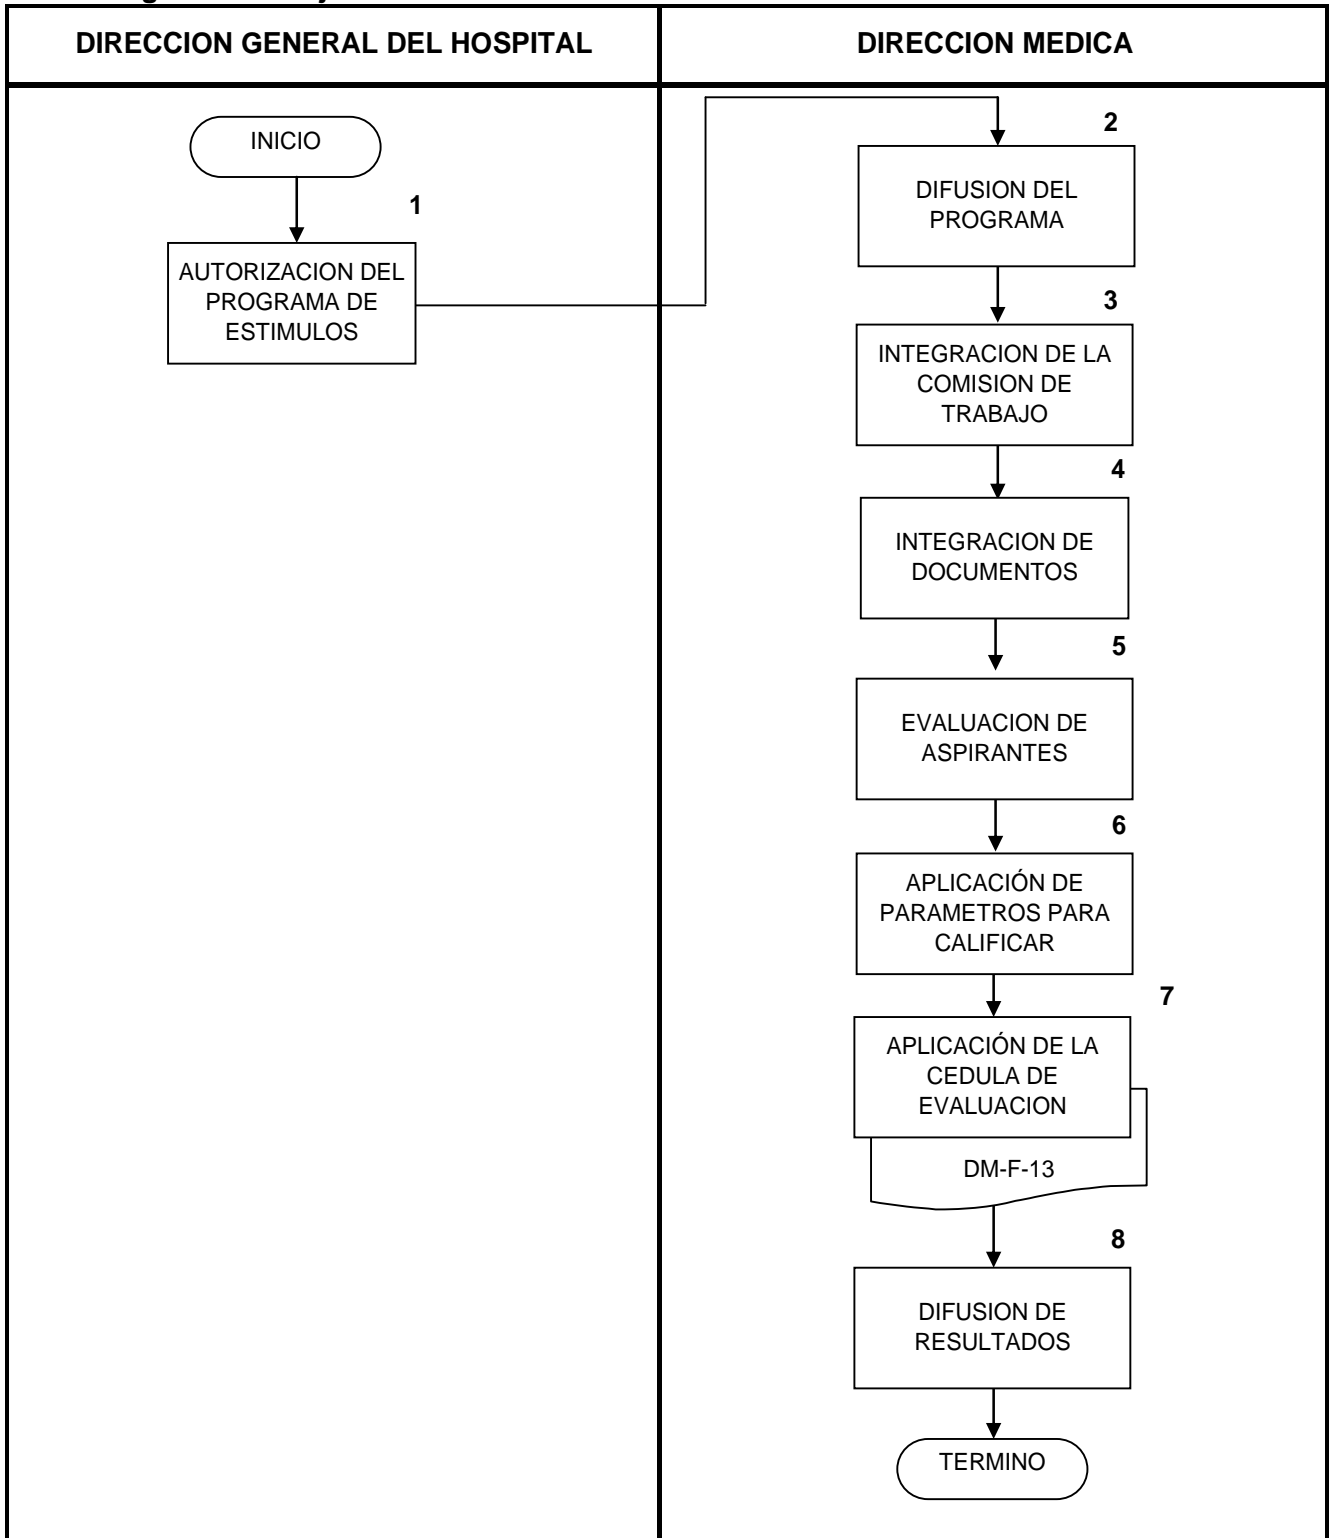 DIRECCION GENERAL DEL HOSPITAL
DIRECCION MEDICA
INICIO
1
AUTORIZACION DEL
PROGRAMA DE
ESTIMULOS
2
DIFUSION DEL
PROGRAMA
3
INTEGRACION DE LA
COMISION DE
TRABAJO
4
INTEGRACION DE
DOCUMENTOS
5
EVALUACION DE
ASPIRANTES
6
APLICACIÓN DE
PARAMETROS PARA
CALIFICAR
7
APLICACIÓN DE LA
CEDULA DE
EVALUACION
DM-F-13
8
DIFUSION DE
RESULTADOS
TERMINO